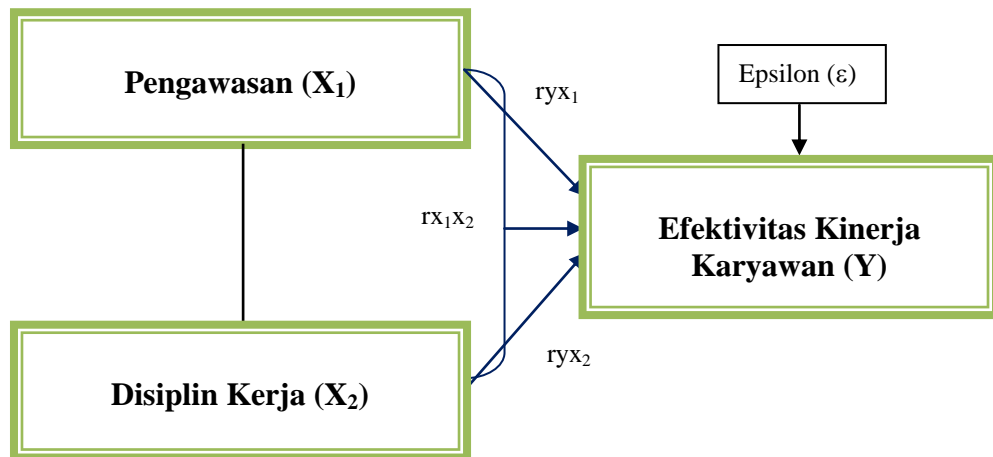 Pengawasan (X₁)
Epsilon (ε)
ryx₁
rx₁x₂
Efektivitas Kinerja
Karyawan (Y)
ryx₂
Disiplin Kerja (X₂)